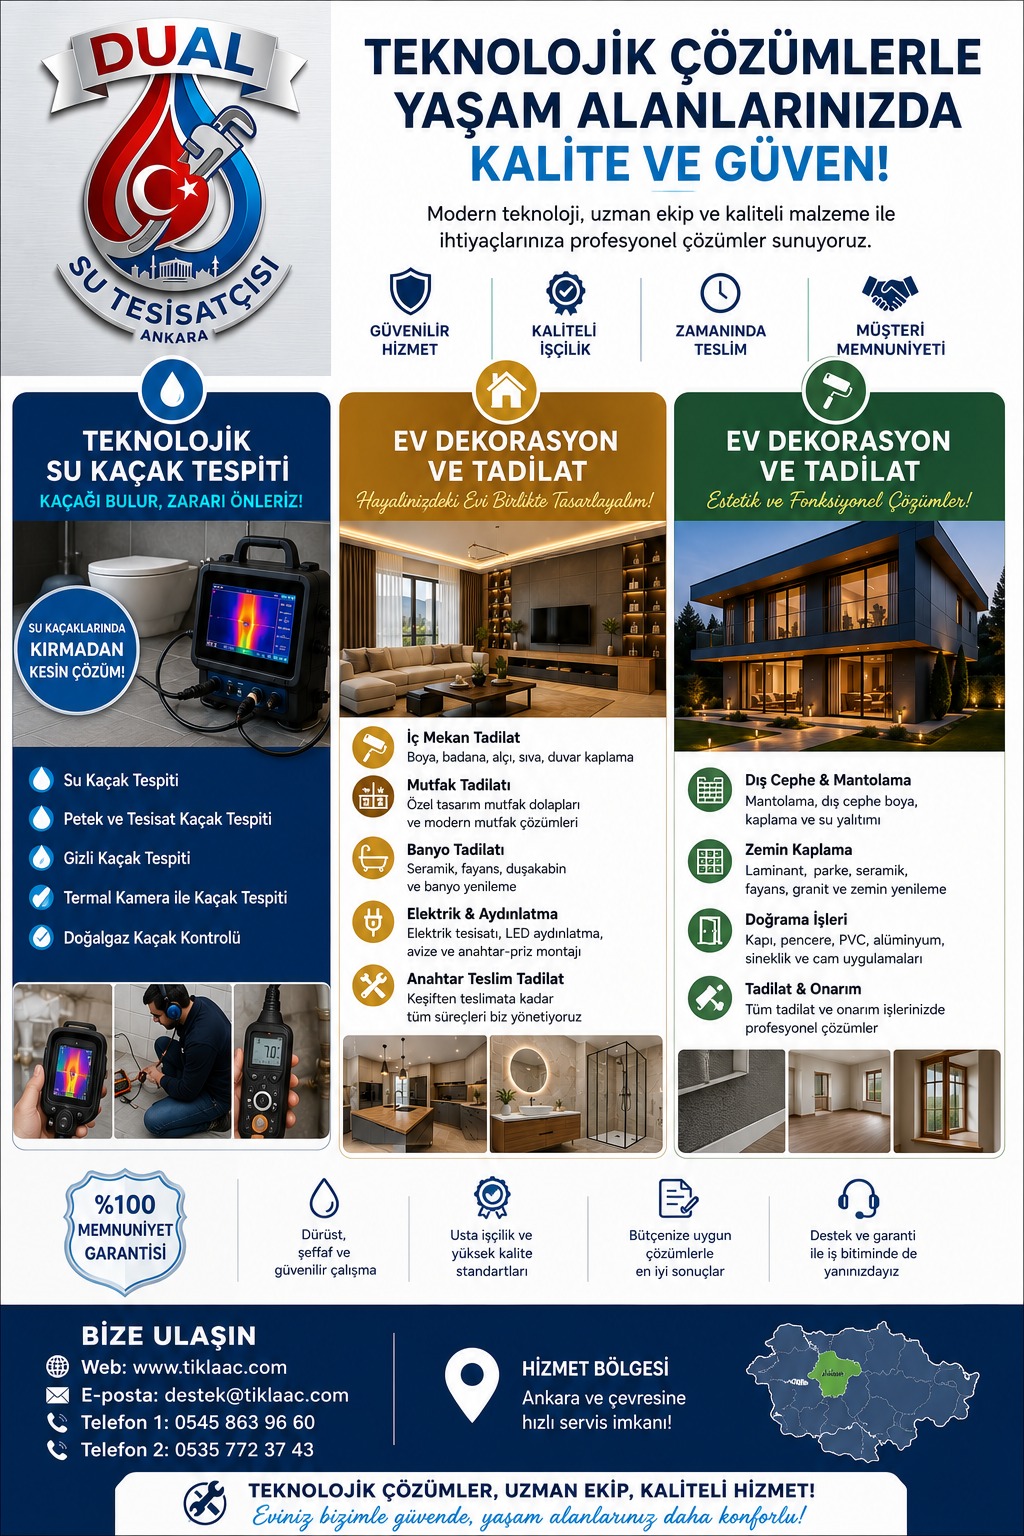 DUAL
SU TESİSATÇISI
ANKARA
TEKNOLOJİK ÇÖZÜMLERLE
YAŞAM ALANLARINIZDA
KALİTE VE GÜVEN!
Modern teknoloji, uzman ekip ve kaliteli malzeme ile
ihtiyaçlarınıza profesyonel çözümler sunuyoruz.
GÜVENİLİR
HİZMET
KALİTELİ
İŞÇİLİK
ZAMANINDA
TESLİM
MÜŞTERİ
MEMNUNİYETİ
TEKNOLOJİK
SU KAÇAK TESPİTİ
KAÇAĞI BULUR, ZARARI ÖNLERİZ!
SU KAÇAKLARINDA
KIRMADAN
KESİN ÇÖZÜM!
Su Kaçak Tespiti
Petek ve Tesisat Kaçak Tespiti
Gizli Kaçak Tespiti
Termal Kamera ile Kaçak Tespiti
Doğalgaz Kaçak Kontrolü
EV DEKORASYON
VE TADİLAT
Hayalinizdeki Evi Birlikte Tasarlayalım!
İç Mekan Tadilat
Boya, badana, alçı, sıva, duvar kaplama
Mutfak Tadilatı
Özel tasarım mutfak dolapları
ve modern mutfak çözümleri
Banyo Tadilatı
Seramik, fayans, duşakabin
ve banyo yenileme
Elektrik & Aydınlatma
Elektrik tesisatı, LED aydınlatma,
avize ve anahtar-priz montajı
Anahtar Teslim Tadilat
Keşiften teslimata kadar
tüm süreçleri biz yönetiyoruz
EV DEKORASYON
VE TADİLAT
Estetik ve Fonksiyonel Çözümler!
Dış Cephe & Mantolama
Mantolama, dış cephe boya,
kaplama ve su yalıtımı
Zemin Kaplama
Laminant, parke, seramik,
fayans, granit ve zemin yenileme
Doğrama İşleri
Kapı, pencere, PVC, alüminyum,
sineklik ve cam uygulamaları
Tadilat & Onarım
Tüm tadilat ve onarım işlerinizde
profesyonel çözümler
%100
MEMNUNİYET
GARANTİSİ
Dürüst,
şeffaf ve
güvenilir çalışma
Usta işçilik ve
yüksek kalite
standartları
Bütçenize uygun
çözümlerle
en iyi sonuçlar
Destek ve garanti
ile iş bitiminde de
yanınızdayız
BİZE ULAŞIN
Web: www.tiklaac.com
E-posta: destek@tiklaac.com
Telefon 1: 0545 863 96 60
Telefon 2: 0535 772 37 43
HİZMET BÖLGESİ
Ankara ve çevresine
hızlı servis imkanı!
TEKNOLOJİK ÇÖZÜMLER, UZMAN EKİP, KALİTELİ HİZMET!
Eviniz bizimle güvende, yaşam alanlarınız daha konforlu!